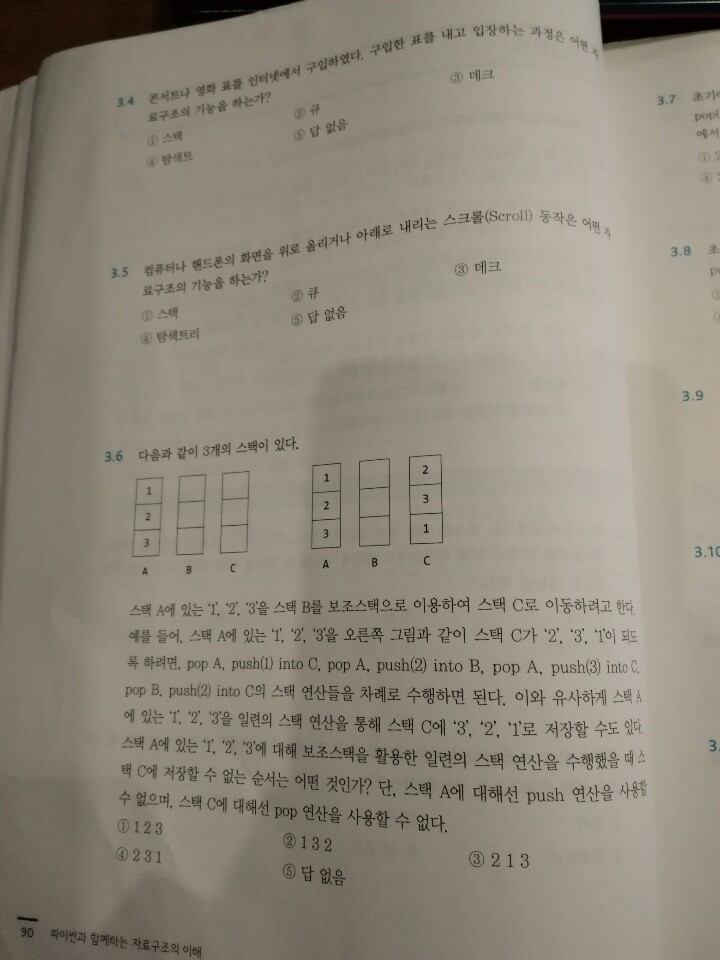 3.4 콘서트나 영화 표를 인터넷에서 구입하였다. 구입한 표를 내고 입장하는 과정은 어떤 자
료구조의 기능을 하는가?
① 스택 ② 큐 ③ 데크
④ 탐색트 ⑤ 답 없음
3.5 컴퓨터나 핸드폰의 화면을 위로 올리거나 아래로 내리는 스크롤(Scroll) 동작은 어떤 자
료구조의 기능을 하는가?
① 스택 ② 큐 ③ 데크
④ 탐색트리 ⑤ 답 없음
3.6 다음과 같이 3개의 스택이 있다.
1 1 2
2 2 3
3 3 1
A B C A B C
스택 A에 있는 '1', '2', '3'을 스택 B를 보조스택으로 이용하여 스택 C로 이동하려고 한다.
예를 들어, 스택 A에 있는 '1', '2', '3'을 오른쪽 그림과 같이 스택 C가 '2', '3', '1'이 되도
록 하려면, pop A, push(1) into C, pop A, push(2) into B, pop A, push(3) into C,
pop B, push(2) into C의 스택 연산들을 차례로 수행하면 된다. 이와 유사하게 스택 A
에 있는 '1', '2', '3'을 일련의 스택 연산을 통해 스택 C에 '3', '2', '1'로 저장할 수도 있다.
스택 A에 있는 '1', '2', '3'에 대해 보조스택을 활용한 일련의 스택 연산을 수행했을 때 스
택 C에 저장할 수 없는 순서는 어떤 것인가? 단, 스택 A에 대해선 push 연산을 사용할
수 없으며, 스택 C에 대해선 pop 연산을 사용할 수 없다.
① 1 2 3 ② 1 3 2 ③ 2 1 3
④ 2 3 1 ⑤ 답 없음
90 파이썬과 함께하는 자료구조의 이해
3.7 초기에
pop(
에서
①
④
3.8 초
pu
3.9
3.10
3.